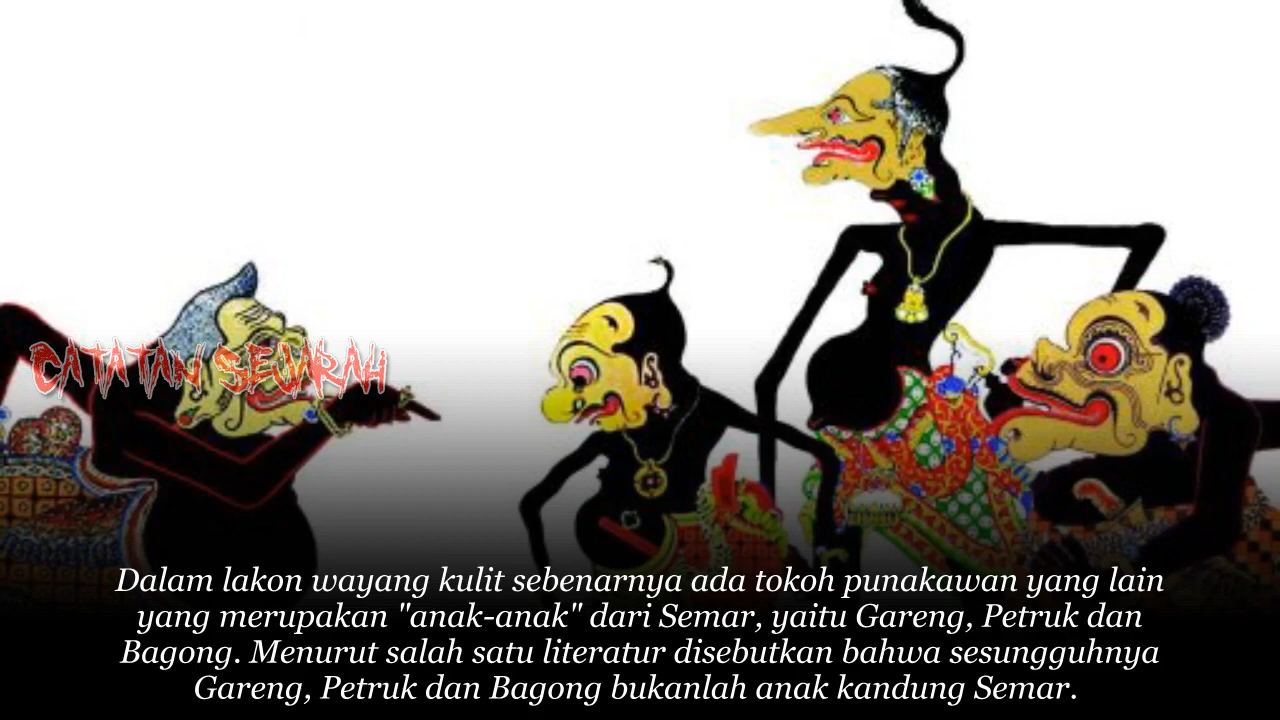 CATATAN SEJARAH
Dalam lakon wayang kulit sebenarnya ada tokoh punakawan yang lain
yang merupakan "anak-anak" dari Semar, yaitu Gareng, Petruk dan
Bagong. Menurut salah satu literatur disebutkan bahwa sesungguhnya
Gareng, Petruk dan Bagong bukanlah anak kandung Semar.